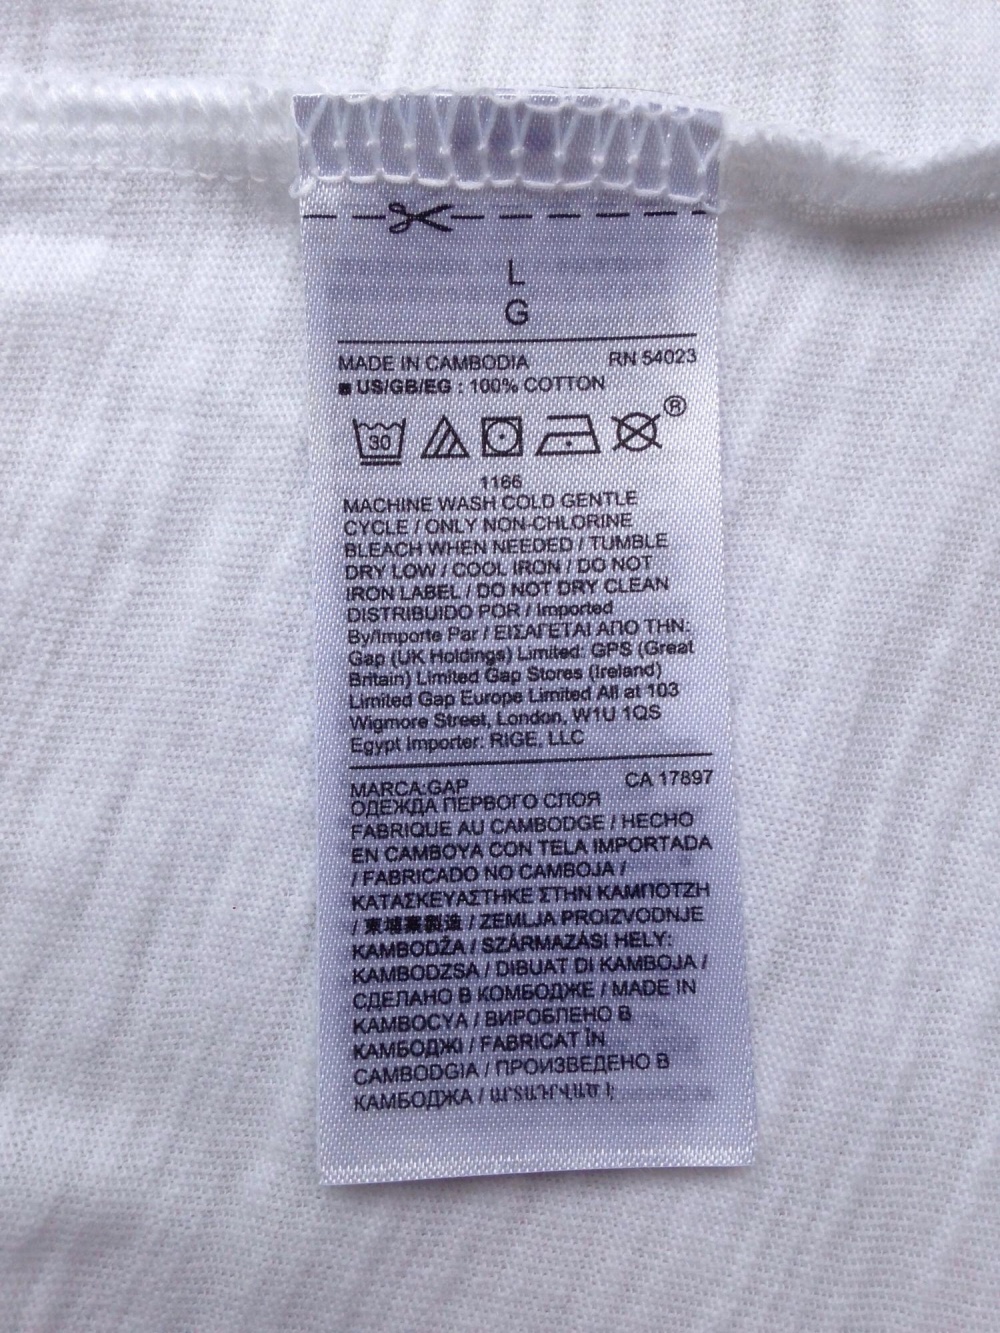 L
G
MADE IN CAMBODIA RN 54023
US/GB/EG : 100% COTTON
30 ®
1166
MACHINE WASH COLD GENTLE
CYCLE / ONLY NON-CHLORINE
BLEACH WHEN NEEDED / TUMBLE
DRY LOW / COOL IRON / DO NOT
IRON LABEL / DO NOT DRY CLEAN
DISTRIBUIDO POR / Imported
By/Importe Par / ΕΙΣΑΓΕΤΑΙ ΑΠΟ ΤΗΝ:
Gap (UK Holdings) Limited: GPS (Great
Britain) Limited Gap Stores (Ireland)
Limited Gap Europe Limited All at 103
Wigmore Street, London, W1U 1QS
Egypt Importer: RIGE, LLC
MARCA:GAP CA 17897
ОДЕЖДА ПЕРВОГО СЛОЯ
FABRIQUE AU CAMBODGE / HECHO
EN CAMBOYA CON TELA IMPORTADA
/ FABRICADO NO CAMBOJA /
ΚΑΤΑΣΚΕΥΑΣΤΗΚΕ ΣΤΗΝ ΚΑΜΠΟΤΖΗ
/ 東埔寨製造 / ZEMLJA PROIZVODNJE
KAMBODŽA / SZÁRMAZÁSI HELY:
KAMBODZSA / DIBUAT DI KAMBOJA /
СДЕЛАНО В КОМБОДЖЕ / MADE IN
KAMBOCYA / ВИРОБЛЕНО В
КАМБОДЖІ / FABRICAT ÎN
CAMBODGIA / ПРОИЗВЕДЕНО В
КАМБОДЖА /